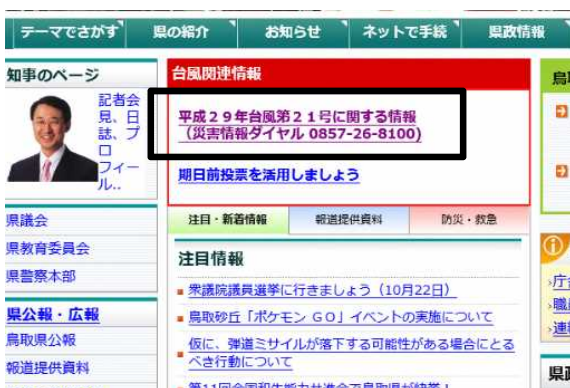 テーマでさがす
県の紹介
お知らせ
ネットで手続
県政情報
知事のページ
記者会
見、日
誌、プ
ロ
フィー
ル..
県議会
県教育委員会
県警察本部
県公報・広報
鳥取県公報
報道提供資料
台風関連情報
平成29年台風第21号に関する情報
（災害情報ダイヤル 0857-26-8100)
期日前投票を活用しましょう
注目・新着情報
報道提供資料
防災・救急
注目情報
衆議院議員選挙に行きましょう（10月22日）
鳥取砂丘「ポケモン GO」イベントの実施について
仮に、弾道ミサイルが落下する可能性がある場合にとる
べき行動について